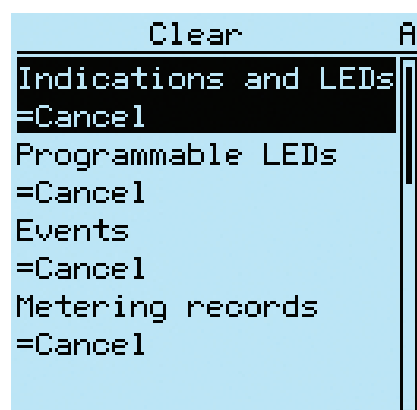 Clear A
Indications and LEDs
=Cancel
Programmable LEDs
=Cancel
Events
=Cancel
Metering records
=Cancel